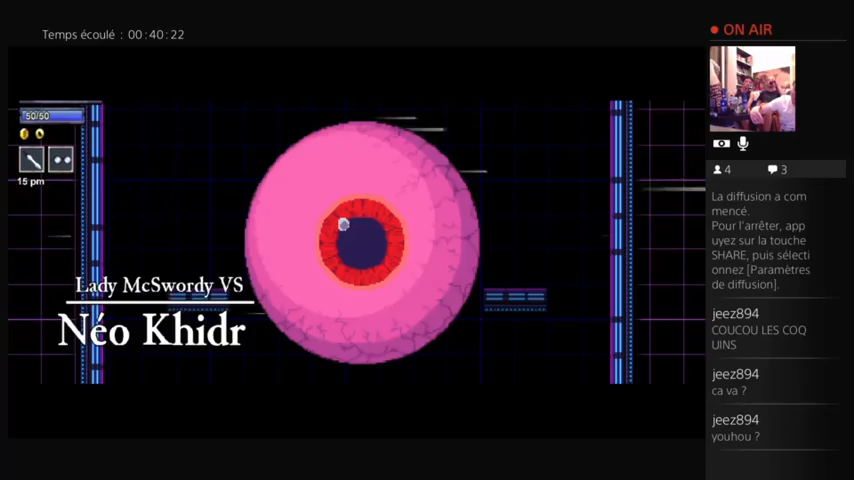 Temps écoulé : 00:40:22
ON AIR
50/50
15 pm
4
3
La diffusion a com
mencé.
Pour l'arrêter, app
uyez sur la touche
SHARE, puis sélecti
onnez [Paramètres
de diffusion].
jeez894
COUCOU LES COQ
UINS
jeez894
ca va ?
jeez894
youhou ?
Lady McSwordy VS
Néo Khidr